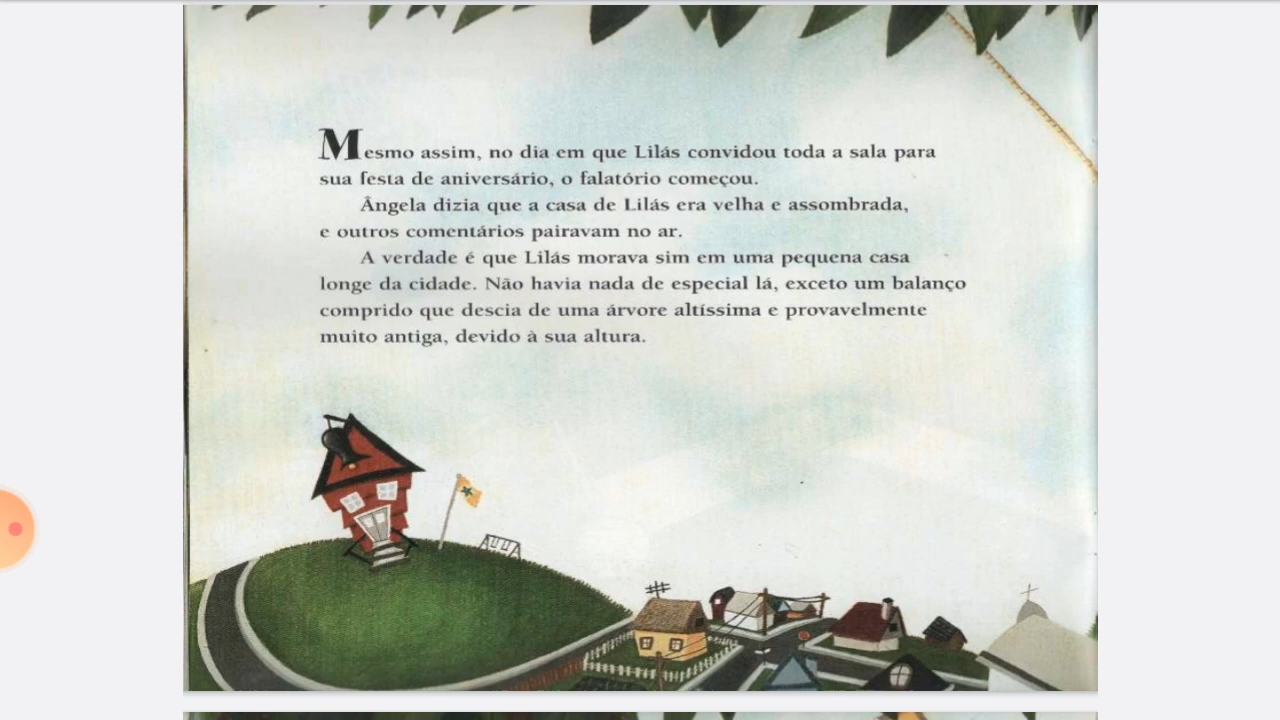 Mesmo assim, no dia em que Lilás convidou toda a sala para
sua festa de aniversário, o falatório começou.
Ângela dizia que a casa de Lilás era velha e assombrada,
e outros comentários pairavam no ar.
A verdade é que Lilás morava sim em uma pequena casa
longe da cidade. Não havia nada de especial lá, exceto um balanço
comprido que descia de uma árvore altíssima e provavelmente
muito antiga, devido à sua altura.